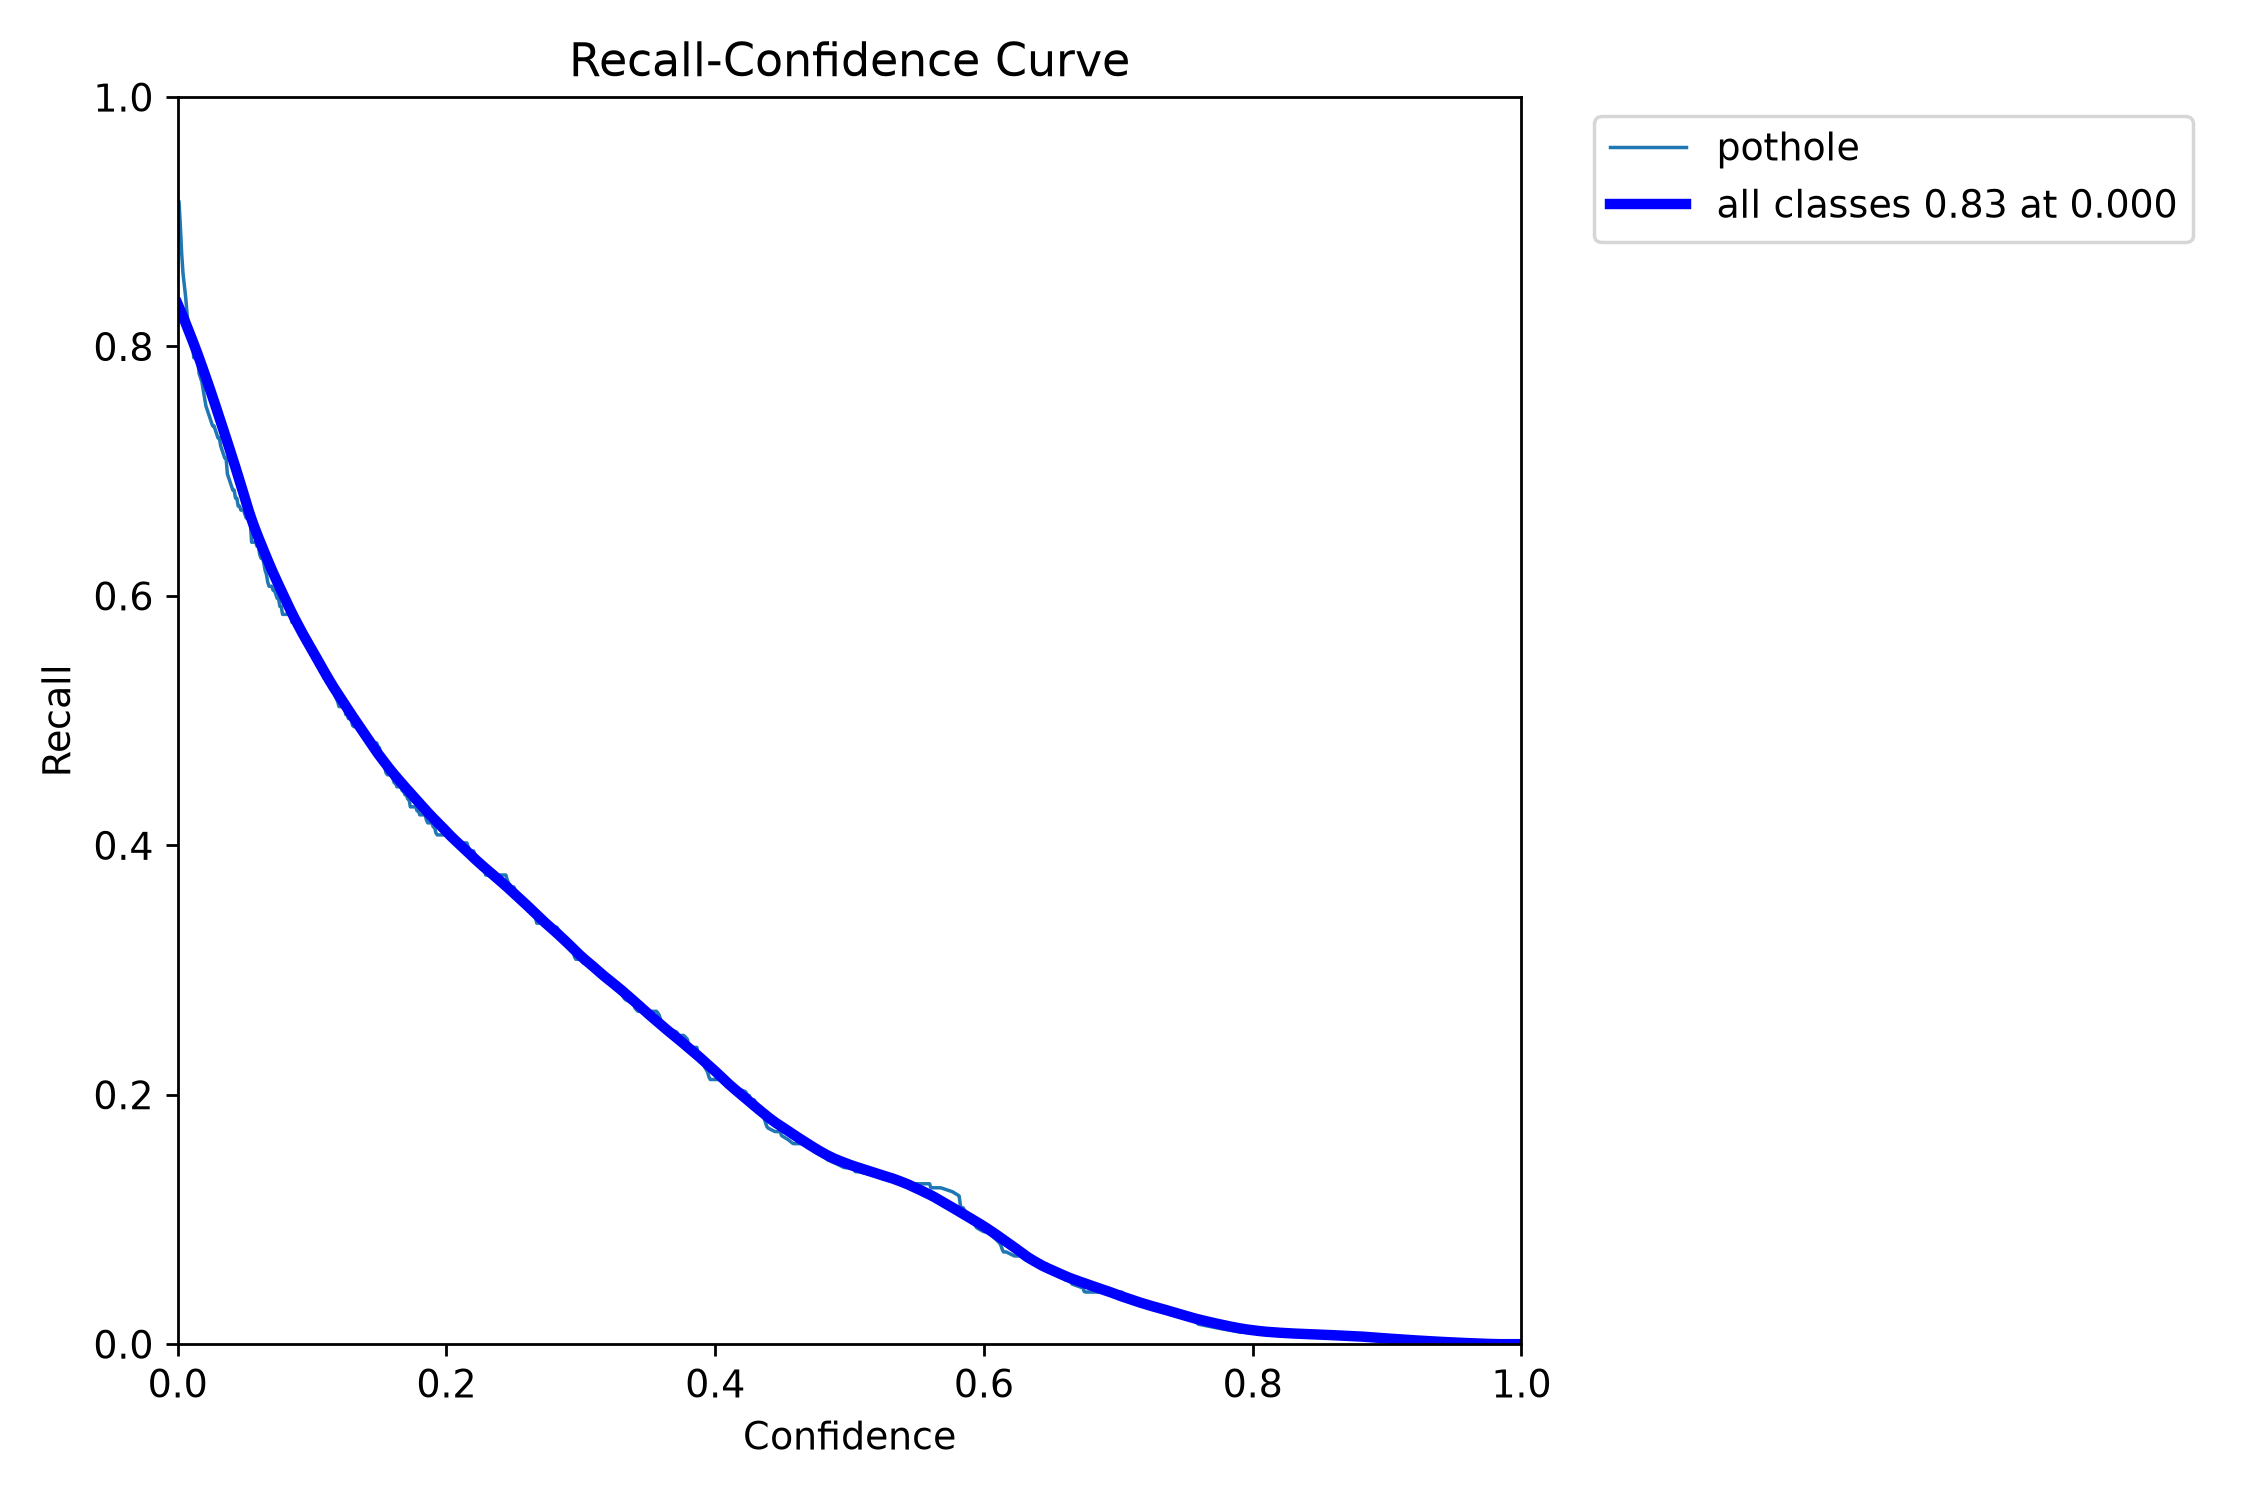 Recall-Confidence Curve
1.0
0.8
0.6
0.4
0.2
0.0
Recall
0.0 0.2 0.4 0.6 0.8 1.0
Confidence
pothole
all classes 0.83 at 0.000